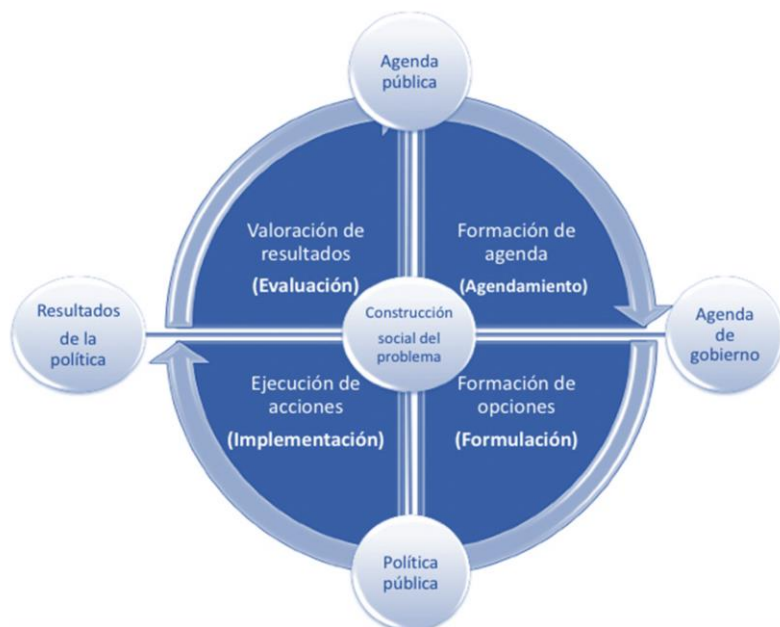 Agenda
pública
Valoración de
resultados
(Evaluación)
Formación de
agenda
(Agendamiento)
Resultados
de la
política
Construcción
social del
problema
Agenda
de
gobierno
Ejecución de
acciones
(Implementación)
Formación de
opciones
(Formulación)
Política
pública